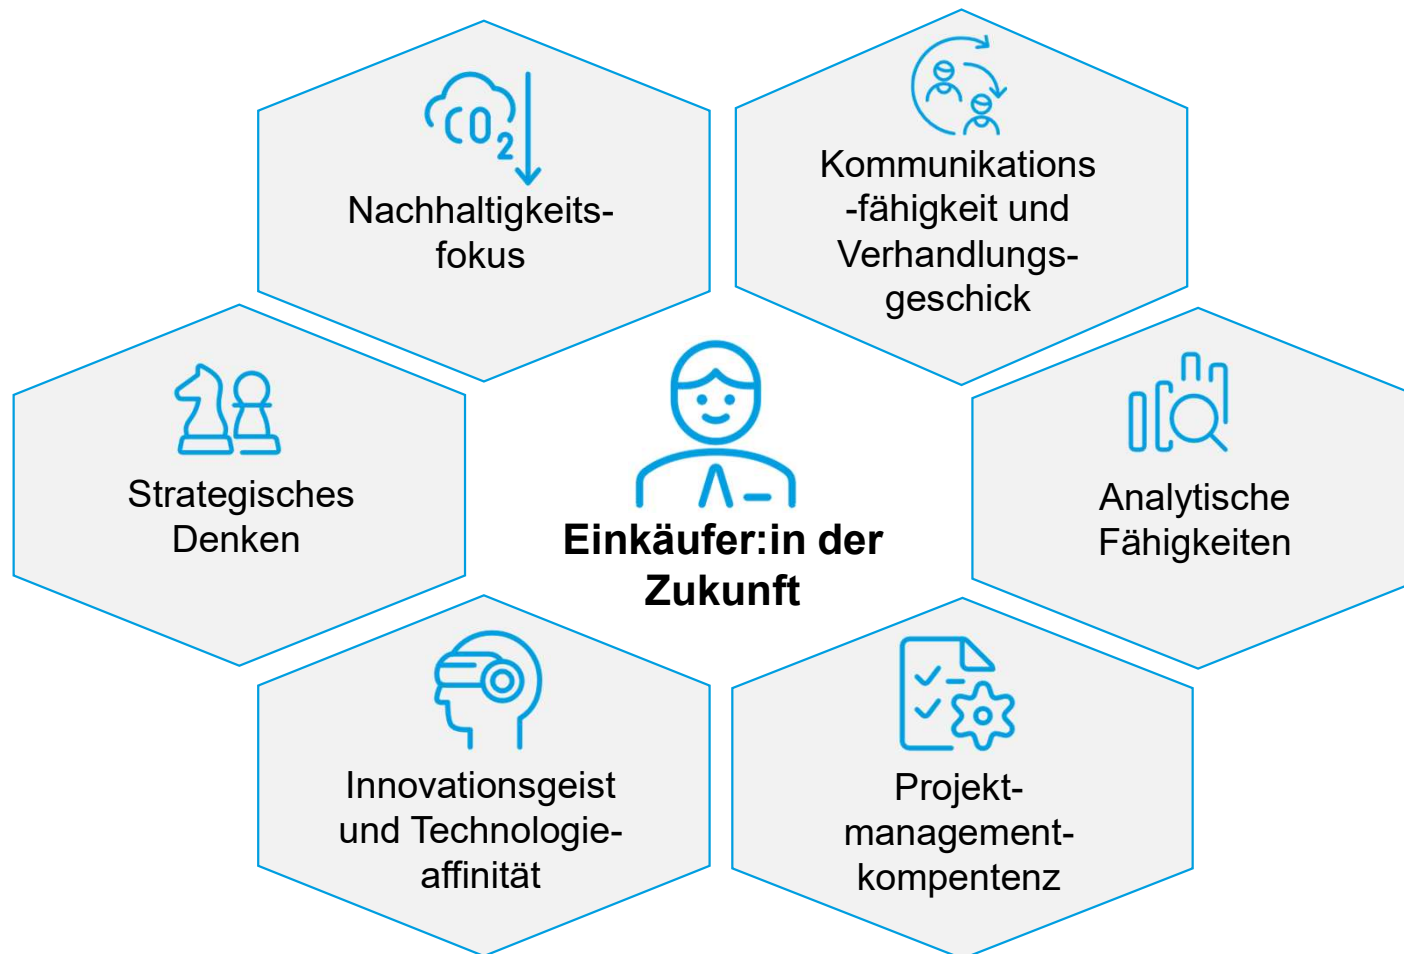 CO2
Nachhaltigkeits-
fokus
Kommunikations
-fähigkeit und
Verhandlungs-
geschick
Strategisches
Denken
Einkäufer:in der
Zukunft
Analytische
Fähigkeiten
Innovationsgeist
und Technologie-
affinität
Projekt-
management-
kompentenz